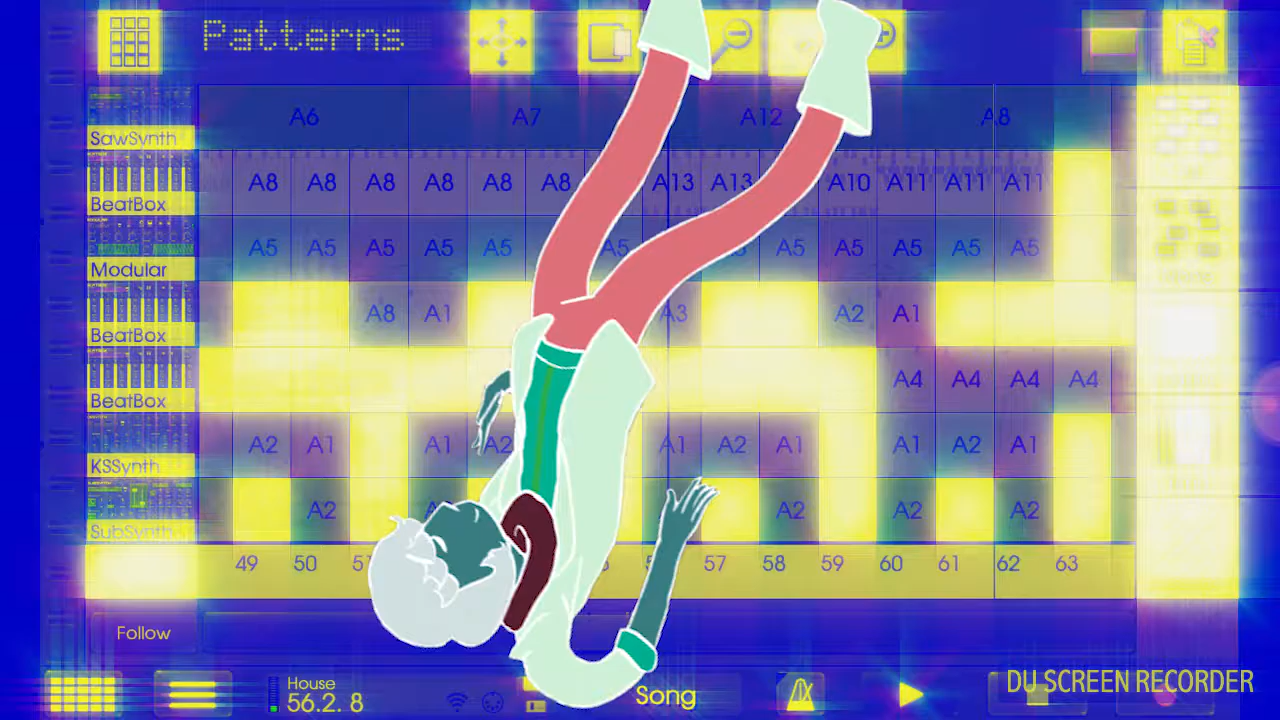 Patterns
SawSynth A6 A7 A12 A8
BeatBox A8 A8 A8 A8 A8 A8 A13 A13 A10 A11 A11 A11
Modular A5 A5 A5 A5 A5 A5 A5 A5 A5 A5 A5
BeatBox A8 A1 A3 A2 A1
BeatBox A4 A4 A4 A4
KSSynth A2 A1 A1 A2 A1 A2 A1 A1 A2 A1
SubSynth A2 A2 A2 A2
49 50 57 58 59 60 61 62 63
Follow
House
56.2. 8
Song
DU SCREEN RECORDER